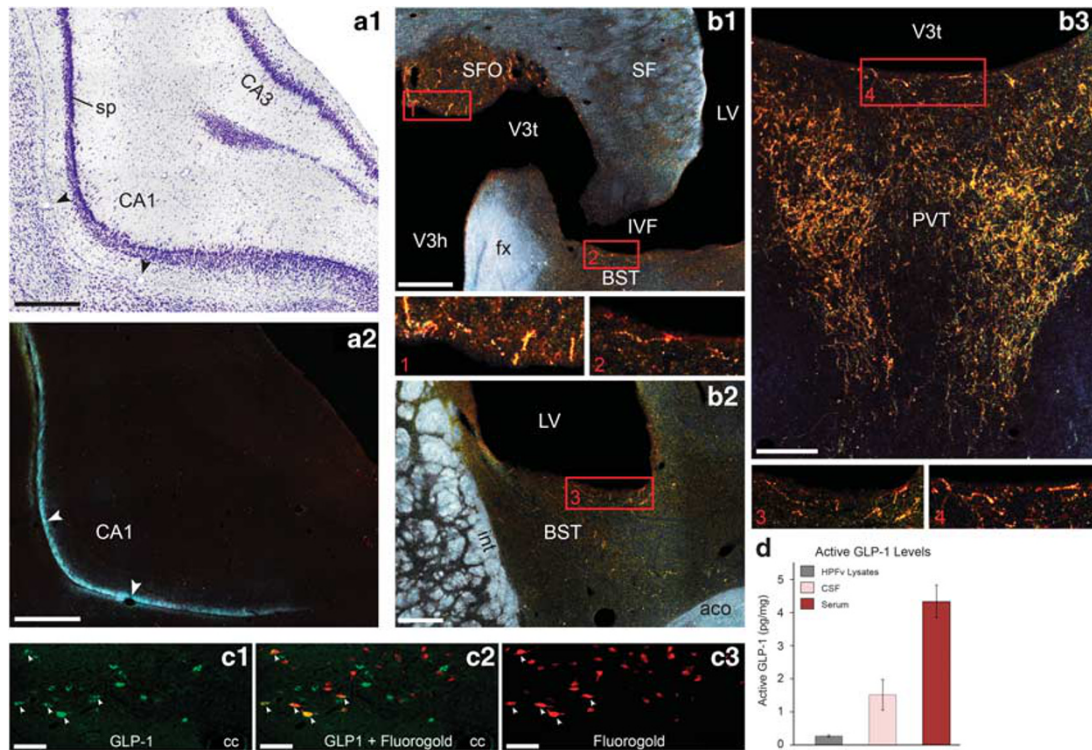 a1
sp
CA3
CA1
a2
CA1
b1
SFO
SF
1
V3t
LV
IVF
V3h
fx
2
BST
1
2
b2
LV
3
BST
int
aco
b3
V3t
4
PVT
3
4
c1
GLP-1
cc
c2
GLP1 + Fluorogold
cc
c3
Fluorogold
d
Active GLP-1 Levels
HPFv Lysates
CSF
Serum
Active GLP-1 (pg/mg)
5
4
3
2
1
0